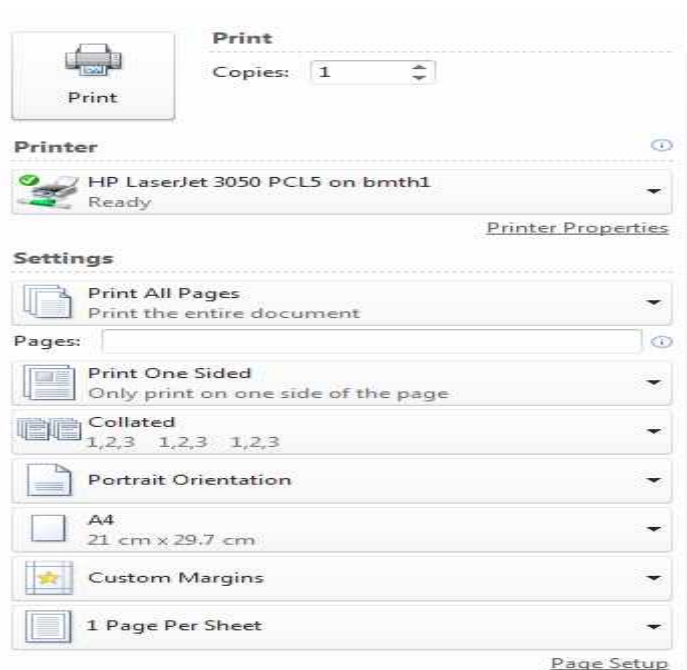 Print
Copies: 1
Print
Printer
HP LaserJet 3050 PCL5 on bmth1
Ready
Printer Properties
Settings
Print All Pages
Print the entire document
Pages:
Print One Sided
Only print on one side of the page
Collated
1,2,3 1,2,3 1,2,3
Portrait Orientation
A4
21 cm x 29.7 cm
Custom Margins
1 Page Per Sheet
Page Setup